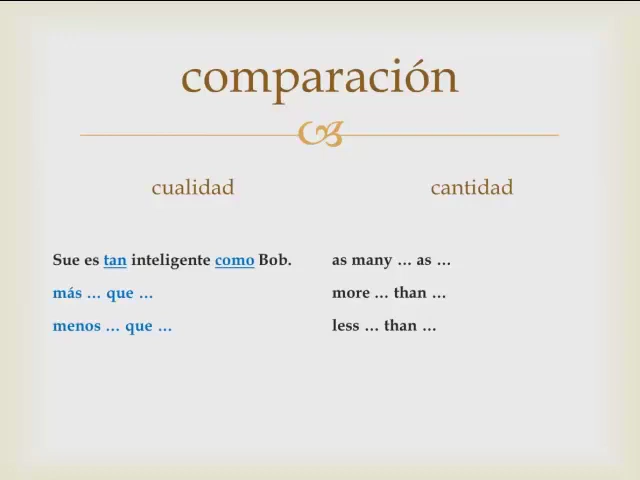 comparación
cualidad
cantidad
Sue es tan inteligente como Bob.
más … que …
menos … que …
as many … as …
more … than …
less … than …